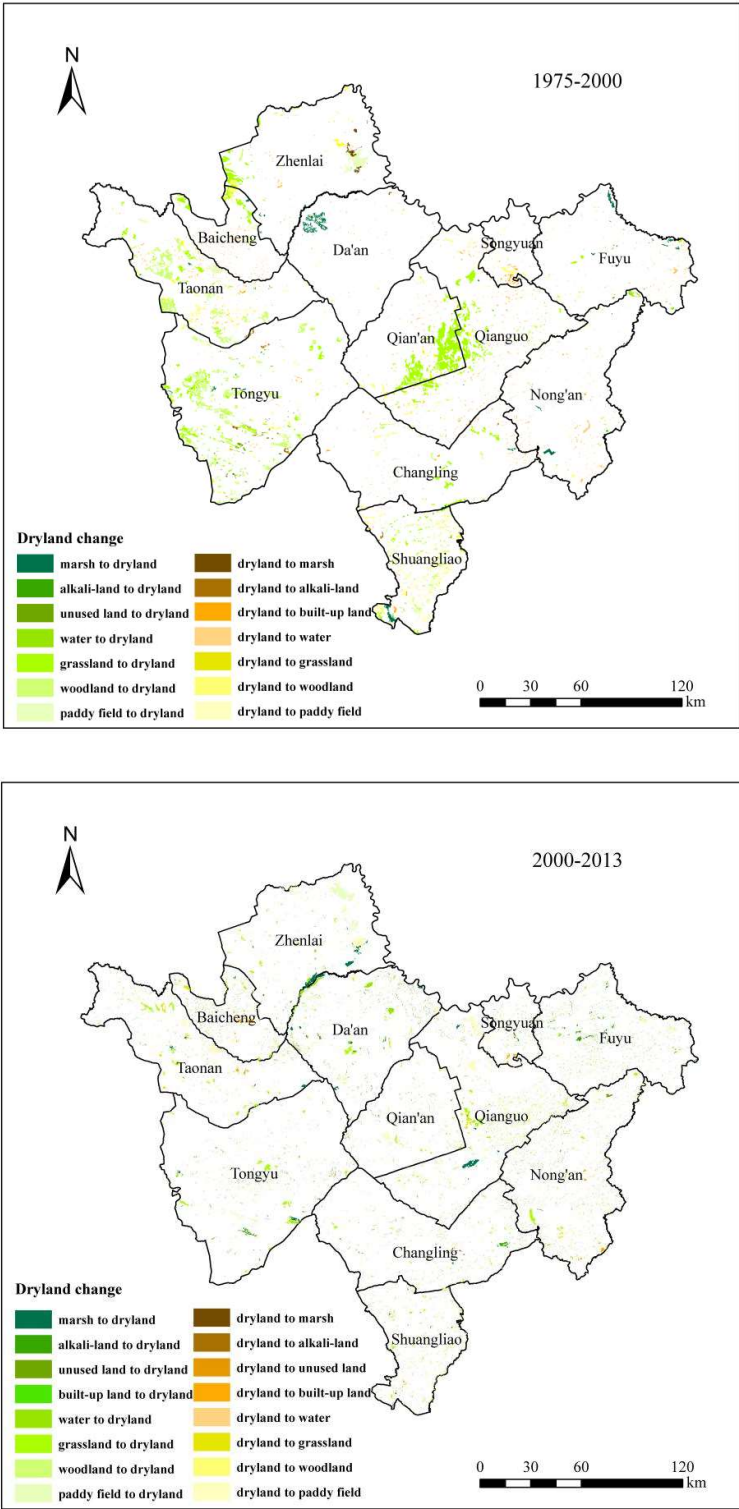 N
1975-2000
Zhenlai
Baicheng
Da'an
Songyuan
Fuyu
Taonan
Qian'an
Qianguo
Tongyu
Nong'an
Changling
Shuangliao
Dryland change
marsh to dryland
alkali-land to dryland
unused land to dryland
water to dryland
grassland to dryland
woodland to dryland
paddy field to dryland
dryland to marsh
dryland to alkali-land
dryland to built-up land
dryland to water
dryland to grassland
dryland to woodland
dryland to paddy field
0 30 60 120
km
N
2000-2013
Zhenlai
Baicheng
Da'an
Songyuan
Fuyu
Taonan
Qian'an
Qianguo
Tongyu
Nong'an
Changling
Shuangliao
Dryland change
marsh to dryland
alkali-land to dryland
unused land to dryland
built-up land to dryland
water to dryland
grassland to dryland
woodland to dryland
paddy field to dryland
dryland to marsh
dryland to alkali-land
dryland to unused land
dryland to built-up land
dryland to water
dryland to grassland
dryland to woodland
dryland to paddy field
0 30 60 120
km